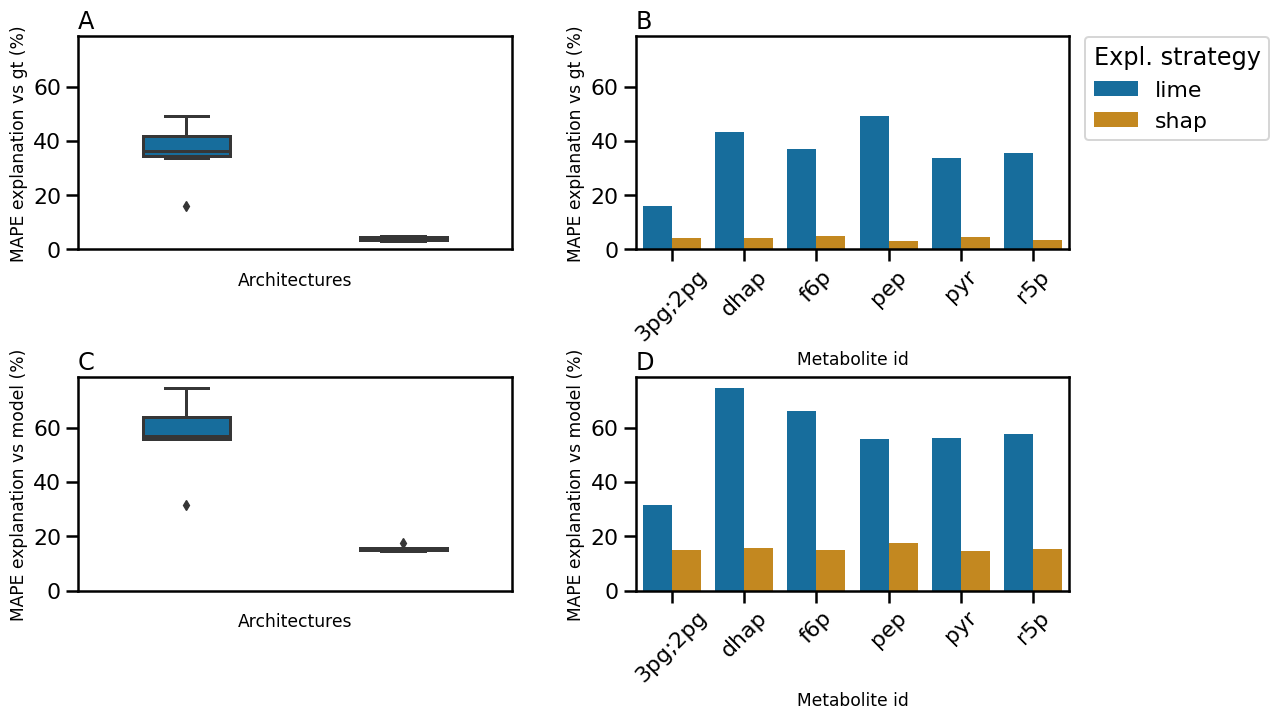 A
MAPE explanation vs gt (%)
60
40
20
0
Architectures
B
MAPE explanation vs gt (%)
60
40
20
0
3pg;2pg
dhap
f6p
pep
pyr
r5p
Metabolite id
Expl. strategy
lime
shap
C
MAPE explanation vs model (%)
60
40
20
0
Architectures
D
MAPE explanation vs model (%)
60
40
20
0
3pg;2pg
dhap
f6p
pep
pyr
r5p
Metabolite id